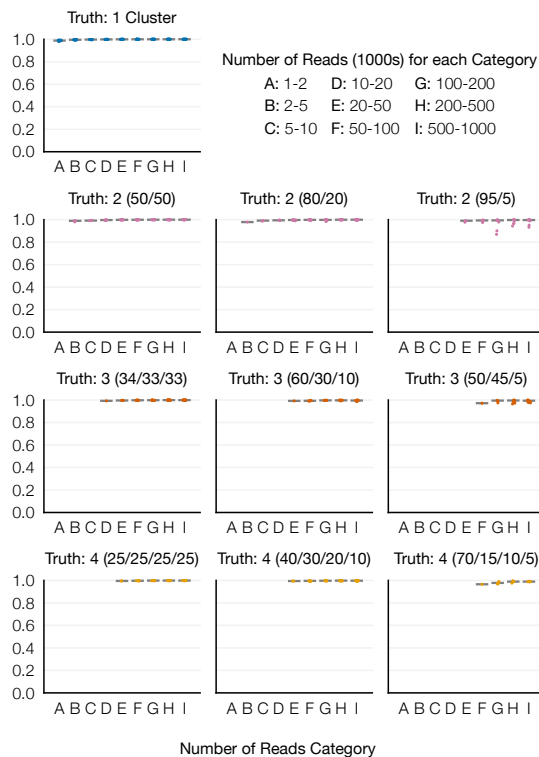 Truth: 1 Cluster
1.0
0.8
0.6
0.4
0.2
0.0
A B C D E F G H I
Number of Reads (1000s) for each Category
A: 1-2 D: 10-20 G: 100-200
B: 2-5 E: 20-50 H: 200-500
C: 5-10 F: 50-100 I: 500-1000
Truth: 2 (50/50) Truth: 2 (80/20) Truth: 2 (95/5)
1.0
0.8
0.6
0.4
0.2
0.0
A B C D E F G H I A B C D E F G H I A B C D E F G H I
Truth: 3 (34/33/33) Truth: 3 (60/30/10) Truth: 3 (50/45/5)
1.0
0.8
0.6
0.4
0.2
0.0
A B C D E F G H I A B C D E F G H I A B C D E F G H I
Truth: 4 (25/25/25/25) Truth: 4 (40/30/20/10) Truth: 4 (70/15/10/5)
1.0
0.8
0.6
0.4
0.2
0.0
A B C D E F G H I A B C D E F G H I A B C D E F G H I
Number of Reads Category